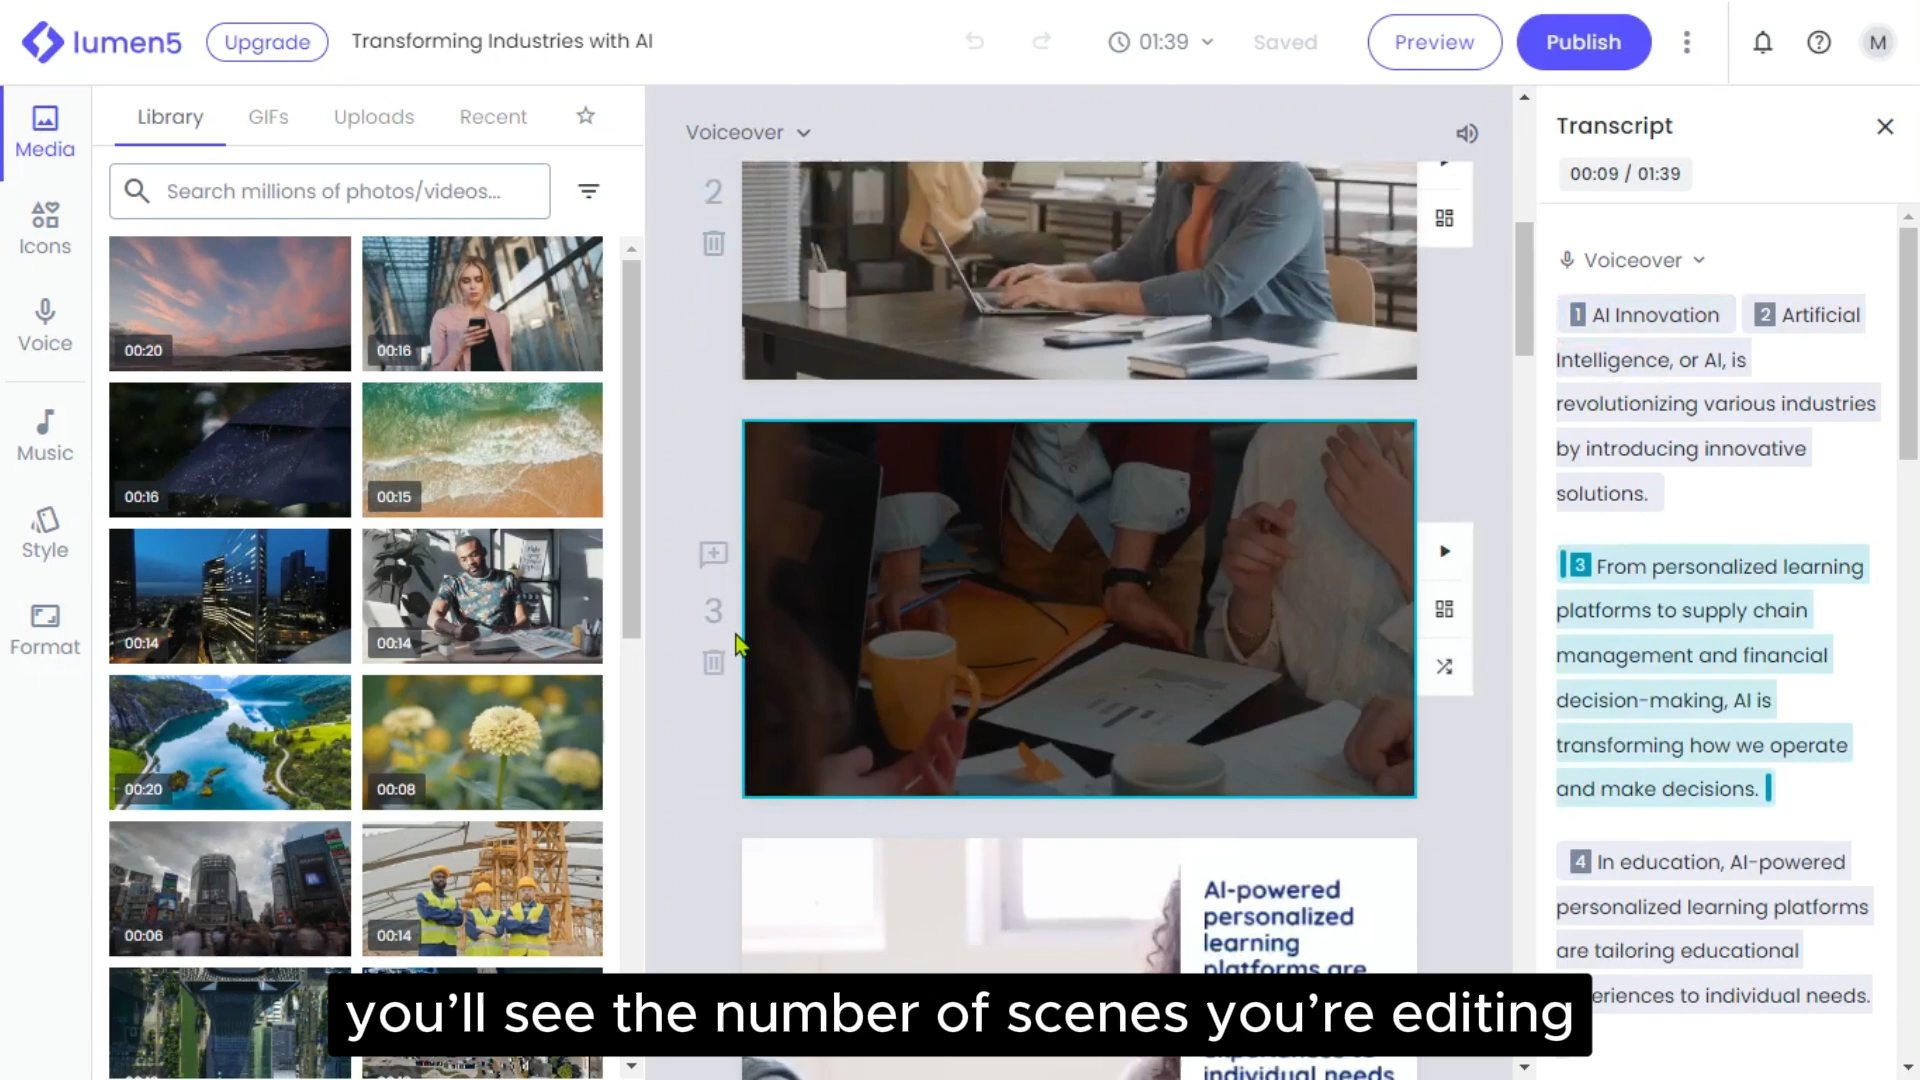 lumen5
Upgrade
Transforming Industries with AI
01:39
Saved
Preview
Publish
M
Media
Icons
Voice
Music
Style
Format
Library
GIFs
Uploads
Recent
Search millions of photos/videos...
00:20
00:16
00:16
00:15
00:14
00:14
00:20
00:08
00:06
00:14
Voiceover
2
3
AI-powered
personalized
learning
platforms are
individual needs
Transcript
00:09 / 01:39
Voiceover
1 AI Innovation 2 Artificial
Intelligence, or AI, is
revolutionizing various industries
by introducing innovative
solutions.
3 From personalized learning
platforms to supply chain
management and financial
decision-making, AI is
transforming how we operate
and make decisions.
4 In education, AI-powered
personalized learning platforms
are tailoring educational
eriences to individual needs.
you'll see the number of scenes you're editing